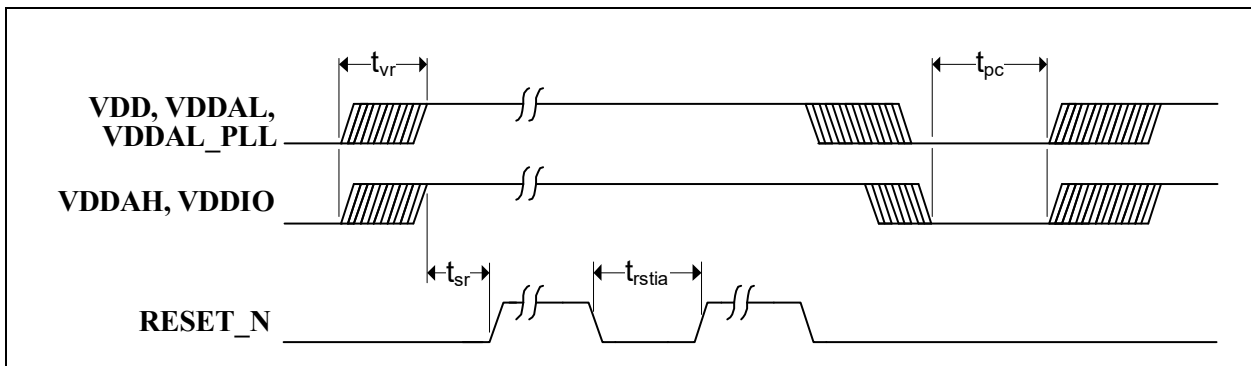 tvr
tpc
VDD, VDDAL,
VDDAL_PLL
VDDAH, VDDIO
tsr
trstia
RESET_N